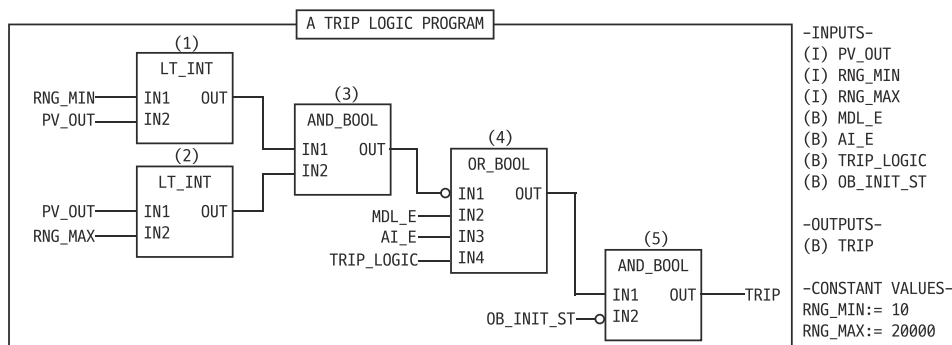 A TRIP LOGIC PROGRAM
(1)
LT_INT
RNG_MIN IN1 OUT
PV_OUT IN2
(2)
LT_INT
PV_OUT IN1 OUT
RNG_MAX IN2
(3)
AND_BOOL
IN1 OUT
IN2
(4)
OR_BOOL
IN1 OUT
MDL_E IN2
AI_E IN3
TRIP_LOGIC IN4
(5)
AND_BOOL
IN1 OUT TRIP
OB_INIT_ST IN2
-INPUTS-
(I) PV_OUT
(I) RNG_MIN
(I) RNG_MAX
(B) MDL_E
(B) AI_E
(B) TRIP_LOGIC
(B) OB_INIT_ST
-OUTPUTS-
(B) TRIP
-CONSTANT VALUES-
RNG_MIN:= 10
RNG_MAX:= 20000